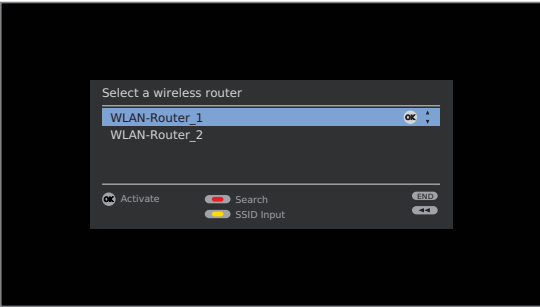 Select a wireless router
WLAN-Router_1 OK
WLAN-Router_2
OK Activate Search END
SSID Input